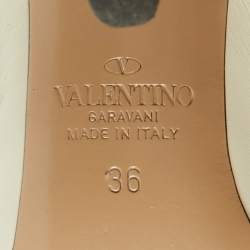 VALENTINO
GARAVANI
MADE IN ITALY
36